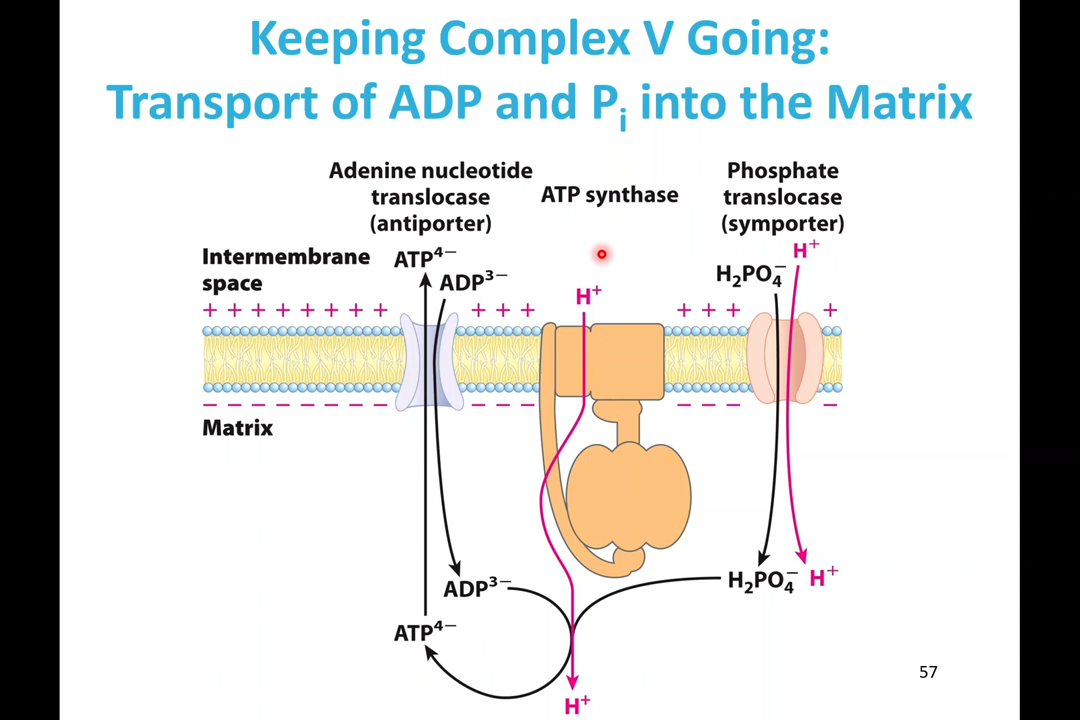 Keeping Complex V Going:
Transport of ADP and Pᵢ into the Matrix
Adenine nucleotide
translocase
(antiporter)
ATP synthase
Phosphate
translocase
(symporter)
Intermembrane
space
ATP⁴⁻
ADP³⁻
H⁺
H₂PO₄⁻
H⁺
+ + + + + + + +
+ + +
+ + +
+
− − − − − − − −
− − −
− − −
−
Matrix
ADP³⁻
H₂PO₄⁻
H⁺
ATP⁴⁻
57
H⁺